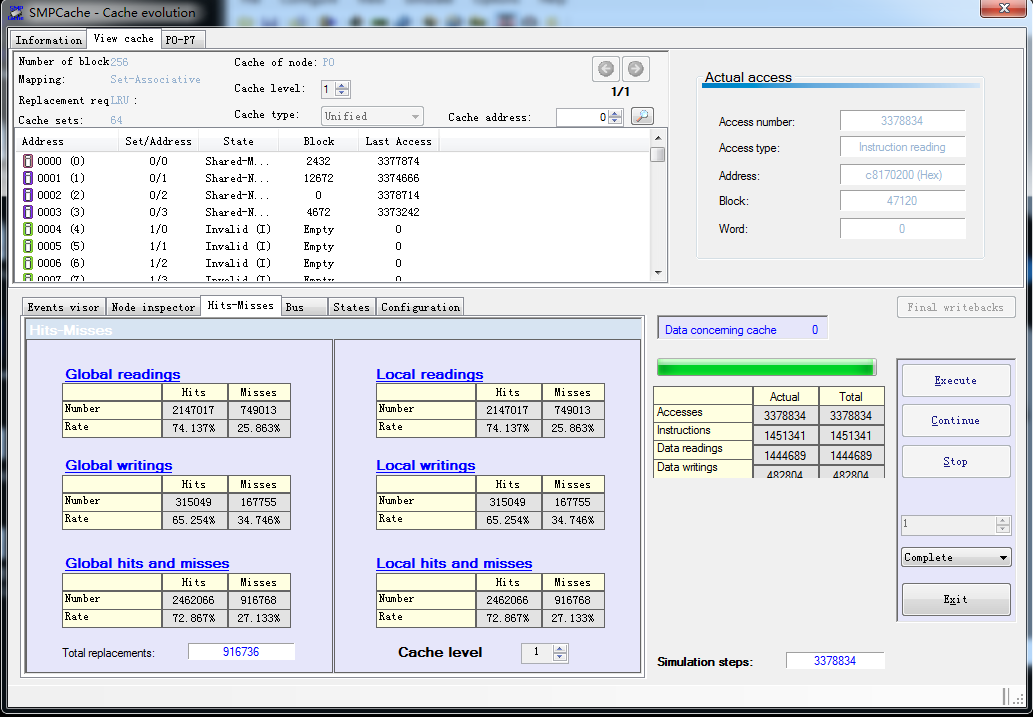 SMPCache - Cache evolution
Information View cache P0-P7
Number of block 256
Cache of node: P0
Mapping: Set-Associative
Cache level: 1
Replacement req LRU :
Cache type: Unified
Cache sets: 64
Cache address: 0
1/1
Address Set/Address State Block Last Access
0000 (0) 0/0 Shared-M... 2432 3377874
0001 (1) 0/1 Shared-N... 12672 3374666
0002 (2) 0/2 Shared-N... 0 3378714
0003 (3) 0/3 Shared-N... 4672 3373242
0004 (4) 1/0 Invalid (I) Empty 0
0005 (5) 1/1 Invalid (I) Empty 0
0006 (6) 1/2 Invalid (I) Empty 0
0007 (7) 1/3 Invalid (I) Empty 0
Actual access
Access number: 3378834
Access type: Instruction reading
Address: c8170200 (Hex)
Block: 47120
Word: 0
Events visor Node inspector Hits-Misses Bus States Configuration
Hits-Misses
Global readings
Hits Misses
Number 2147017 749013
Rate 74.137% 25.863%
Global writings
Hits Misses
Number 315049 167755
Rate 65.254% 34.746%
Global hits and misses
Hits Misses
Number 2462066 916768
Rate 72.867% 27.133%
Total replacements: 916736
Local readings
Hits Misses
Number 2147017 749013
Rate 74.137% 25.863%
Local writings
Hits Misses
Number 315049 167755
Rate 65.254% 34.746%
Local hits and misses
Hits Misses
Number 2462066 916768
Rate 72.867% 27.133%
Cache level 1
Data concerning cache 0
Actual Total
Accesses 3378834 3378834
Instructions 1451341 1451341
Data readings 1444689 1444689
Data writings 482804 482804
Simulation steps: 3378834
Final writebacks
Execute
Continue
Stop
1
Complete
Exit